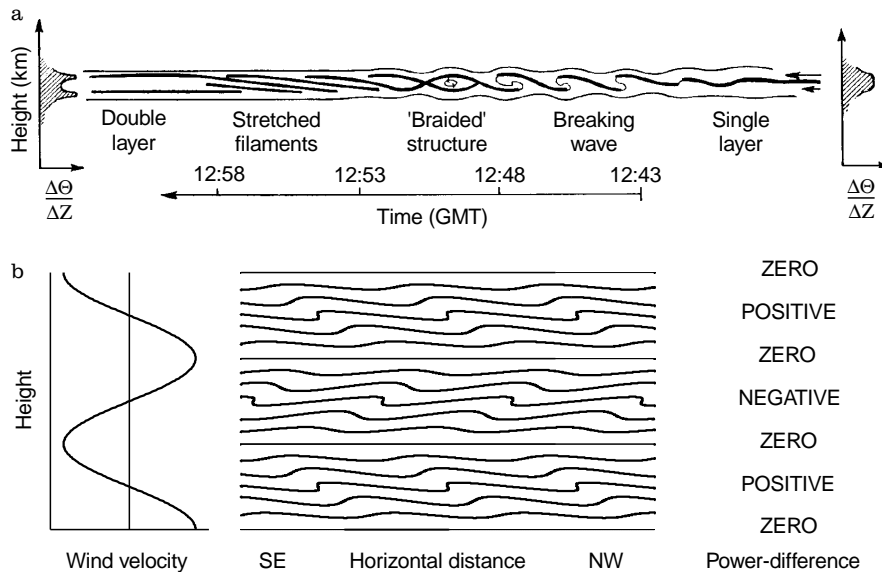 a
Height (km)
Double layer
Stretched filaments
'Braided' structure
Breaking wave
Single layer
ΔΘ
ΔZ
12:58 12:53 12:48 12:43
Time (GMT)
ΔΘ
ΔZ
b
Height
ZERO
POSITIVE
ZERO
NEGATIVE
ZERO
POSITIVE
ZERO
Wind velocity
SE Horizontal distance NW
Power-difference